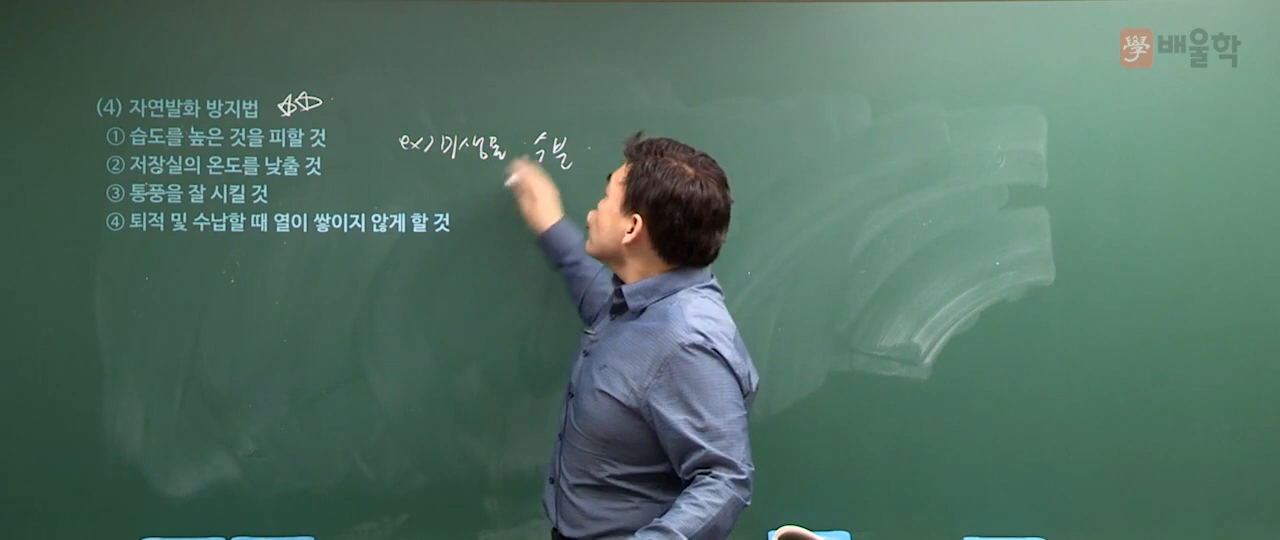 學 배울학
(4) 자연발화 방지법 ☆☆
① 습도를 높은 것을 피할 것
ex) 미생물 수분
② 저장실의 온도를 낮출 것
③ 통풍을 잘 시킬 것
④ 퇴적 및 수납할 때 열이 쌓이지 않게 할 것